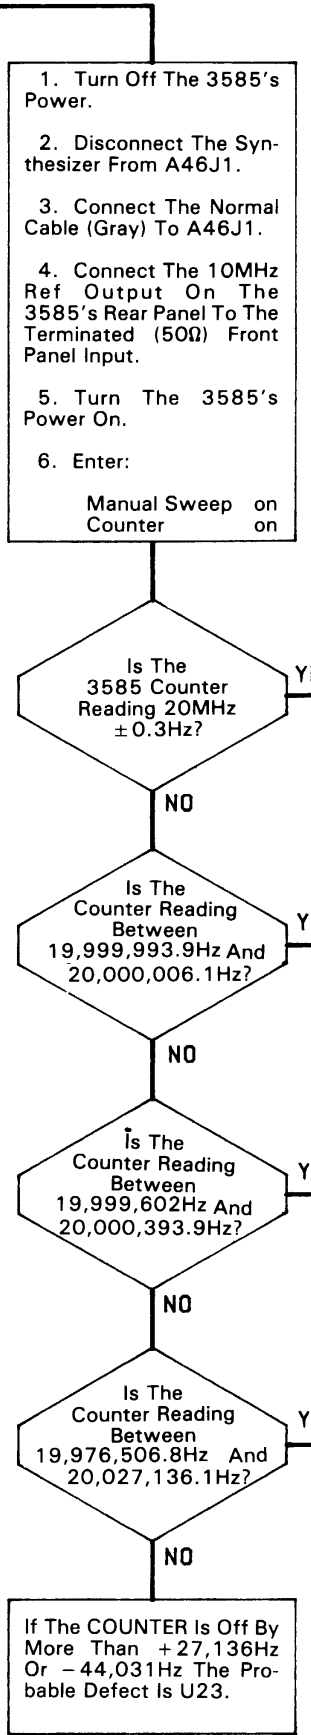 1. Turn Off The 3585's
Power.
2. Disconnect The Syn-
thesizer From A46J1.
3. Connect The Normal
Cable (Gray) To A46J1.
4. Connect The 10MHz
Ref Output On The
3585's Rear Panel To The
Terminated (50Ω) Front
Panel Input.
5. Turn The 3585's
Power On.
6. Enter:
Manual Sweep on
Counter on
Is The
3585 Counter
Reading 20MHz
±0.3Hz?
NO
Is The
Counter Reading
Between
19,999,993.9Hz And
20,000,006.1Hz?
Y
NO
Is The
Counter Reading
Between
19,999,602Hz And
20,000,393.9Hz?
Y
NO
Is The
Counter Reading
Between
19,976,506.8Hz And
20,027,136.1Hz?
Y
NO
If The COUNTER Is Off By
More Than +27,136Hz
Or −44,031Hz The Pro-
bable Defect Is U23.